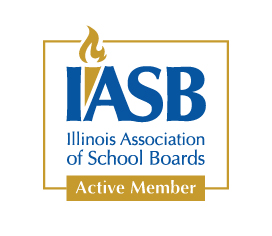 IASB
Illinois Association
of School Boards
Active Member